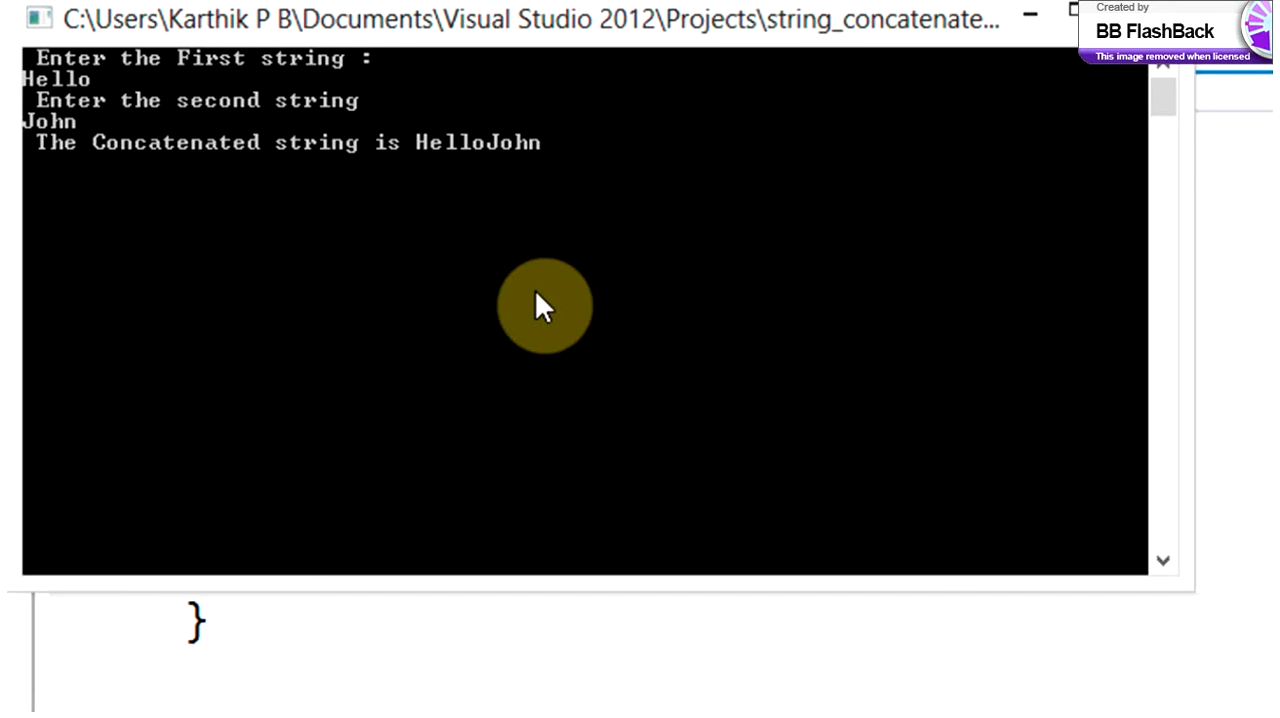 C:\Users\Karthik P B\Documents\Visual Studio 2012\Projects\string_concatenate...
Created by
BB FlashBack
This image removed when licensed
Enter the First string :
Hello
Enter the second string
John
The Concatenated string is HelloJohn
}